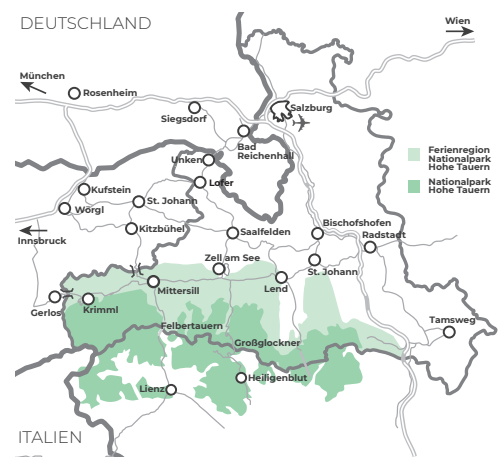 DEUTSCHLAND
Wien
München
Rosenheim
Salzburg
Siegsdorf
Bad
Reichenhall
Ferienregion
Nationalpark
Hohe Tauern
Unken
Nationalpark
Hohe Tauern
Lofer
Kufstein
St. Johann
Wörgl
Bischofshofen
Kitzbühel
Saalfelden
Radstadt
Innsbruck
Zell am See
St. Johann
Lend
Mittersill
Gerlos
Krimml
Felbertauern
Tamsweg
Großglockner
Heiligenblut
Lienz
ITALIEN